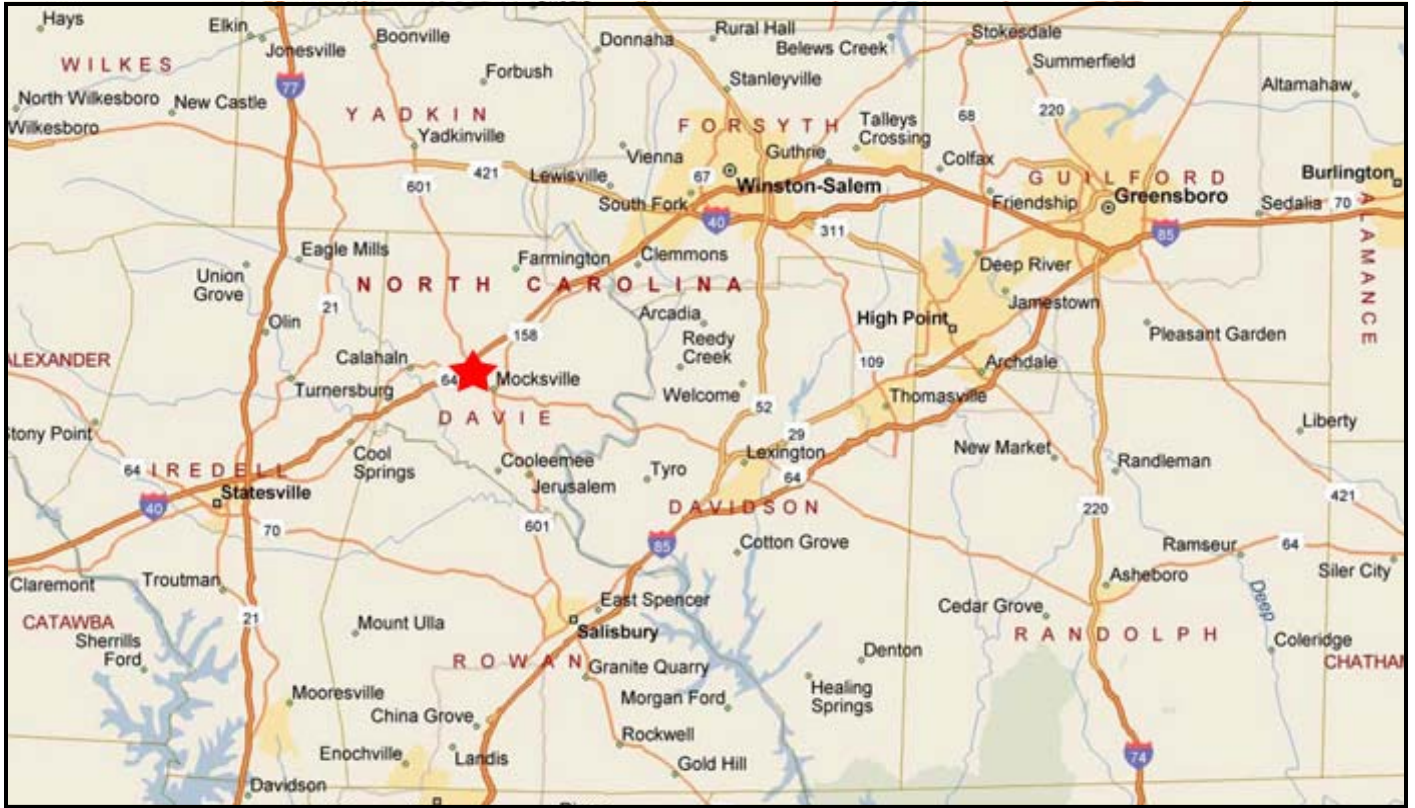 Hays
Elkin
Jonesville
Boonville
Donnaha
Rural Hall
Belews Creek
Stokesdale
Summerfield
WILKES
77
Forbush
Stanleyville
Altamahaw
North Wilkesboro
New Castle
YADKIN
FORSYTH
Talleys
Crossing
68
220
Wilkesboro
Yadkinville
Vienna
Guthrie
Colfax
421
601
Lewisville
67
Winston-Salem
GUILFORD
Burlington
South Fork
40
Friendship
Greensboro
Sedalia
70
311
85
ALAMANCE
Eagle Mills
Farmington
Clemmons
Deep River
Union
Grove
NORTH CAROLINA
Jamestown
21
Arcadia
High Point
Olin
158
Reedy
Creek
Pleasant Garden
ALEXANDER
Calahaln
64
Mocksville
109
Archdale
Turnersburg
Welcome
52
Thomasville
DAVIE
Stony Point
29
New Market
Liberty
Cool
Springs
Cooleemee
Tyro
Lexington
Randleman
64
IREDELL
Jerusalem
64
Statesville
40
DAVIDSON
220
421
70
601
85
Cotton Grove
Ramseur
64
Claremont
Troutman
Asheboro
Siler City
21
East Spencer
Cedar Grove
Deep
CATAWBA
Mount Ulla
Salisbury
RANDOLPH
Sherrills
Ford
ROWAN
Granite Quarry
Denton
Coleridge
CHATHAM
Mooresville
Morgan Ford
Healing
Springs
China Grove
Rockwell
Enochville
Landis
Gold Hill
74
Davidson